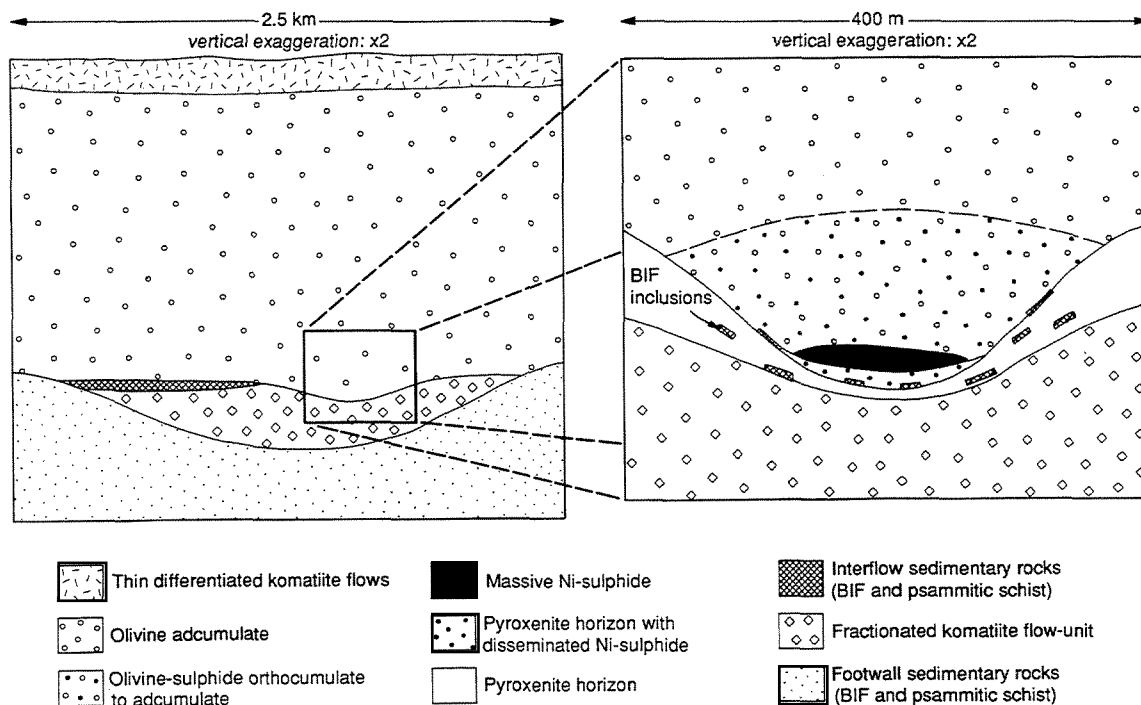 2.5 km
vertical exaggeration: x2
400 m
vertical exaggeration: x2
BIF
inclusions
Thin differentiated komatiite flows
Olivine adcumulate
Olivine-sulphide orthocumulate
to adcumulate
Massive Ni-sulphide
Pyroxenite horizon with
disseminated Ni-sulphide
Pyroxenite horizon
Interflow sedimentary rocks
(BIF and psammitic schist)
Fractionated komatiite flow-unit
Footwall sedimentary rocks
(BIF and psammitic schist)